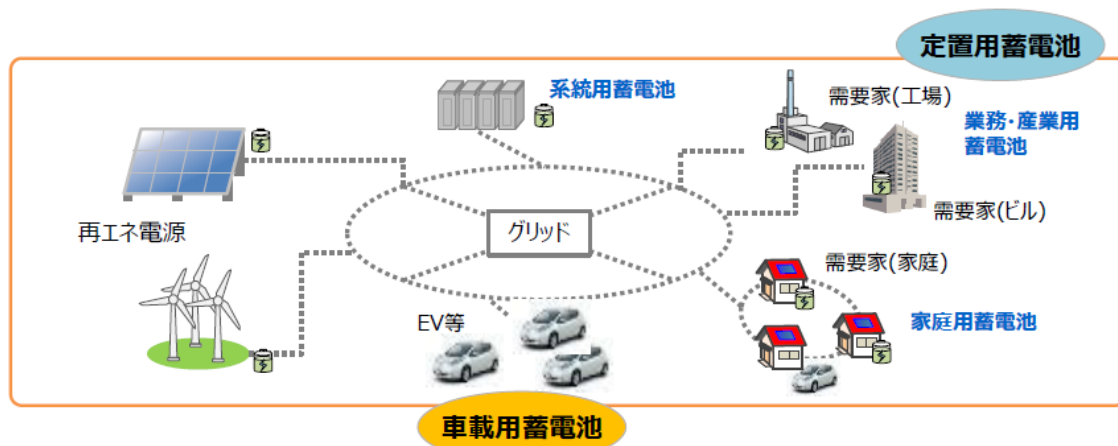 定置用蓄電池
系統用蓄電池
需要家(工場)
業務・産業用
蓄電池
再エネ電源
グリッド
需要家(ビル)
需要家(家庭)
EV等
家庭用蓄電池
車載用蓄電池